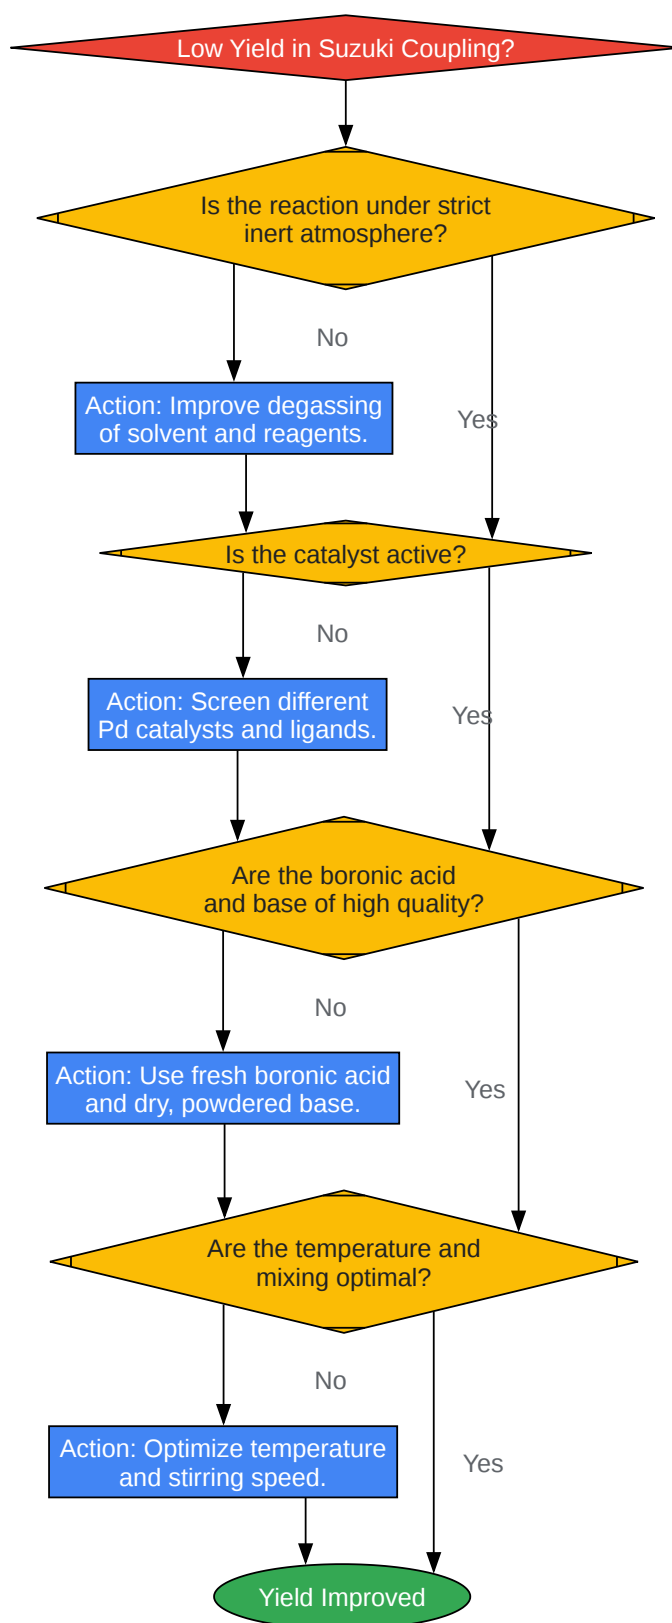 Low Yield in Suzuki Coupling?
Is the reaction under strict
inert atmosphere?
No
Action: Improve degassing
of solvent and reagents.
Yes
Is the catalyst active?
No
Action: Screen different
Pd catalysts and ligands.
Yes
Are the boronic acid
and base of high quality?
No
Action: Use fresh boronic acid
and dry, powdered base.
Yes
Are the temperature and
mixing optimal?
No
Action: Optimize temperature
and stirring speed.
Yes
Yield Improved